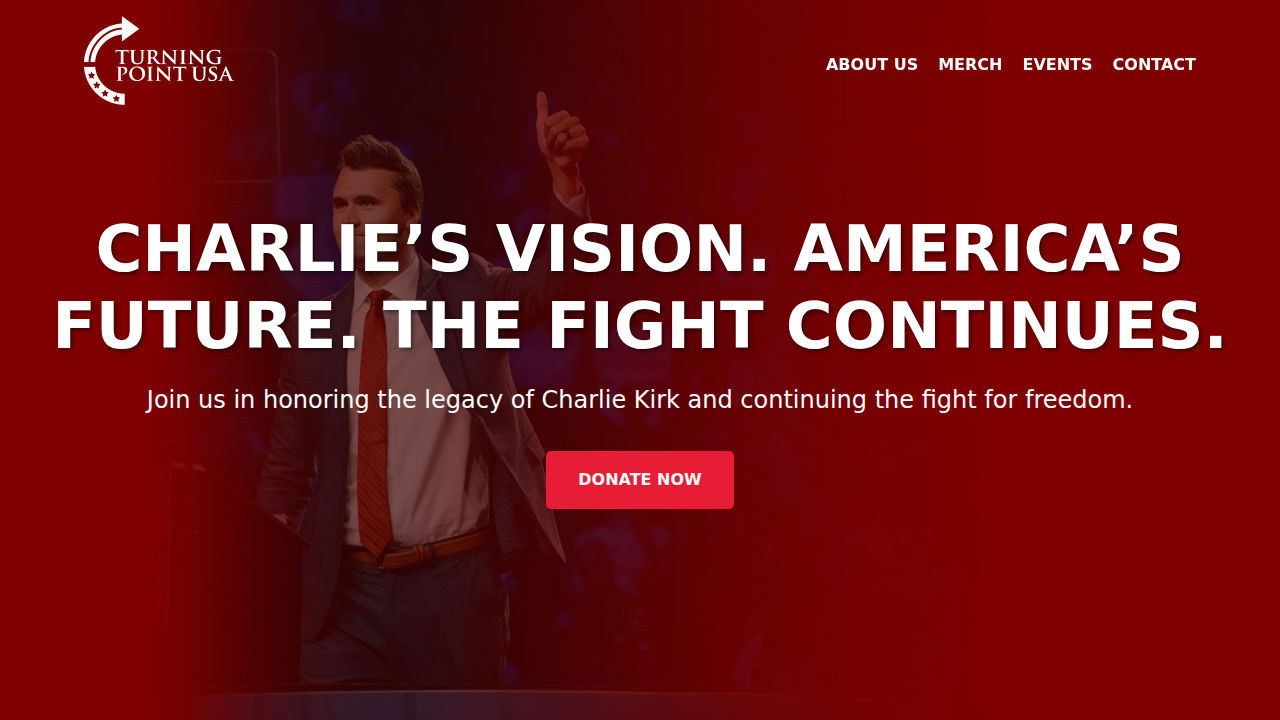 TURNING
POINT USA
ABOUT US MERCH EVENTS CONTACT
CHARLIE’S VISION. AMERICA’S
FUTURE. THE FIGHT CONTINUES.
Join us in honoring the legacy of Charlie Kirk and continuing the fight for freedom.
DONATE NOW